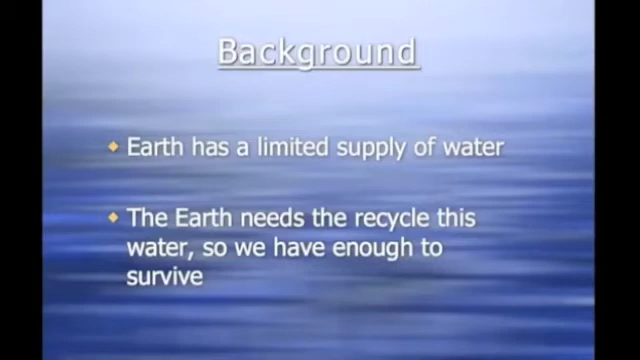 Background
Earth has a limited supply of water
The Earth needs the recycle this
water, so we have enough to
survive